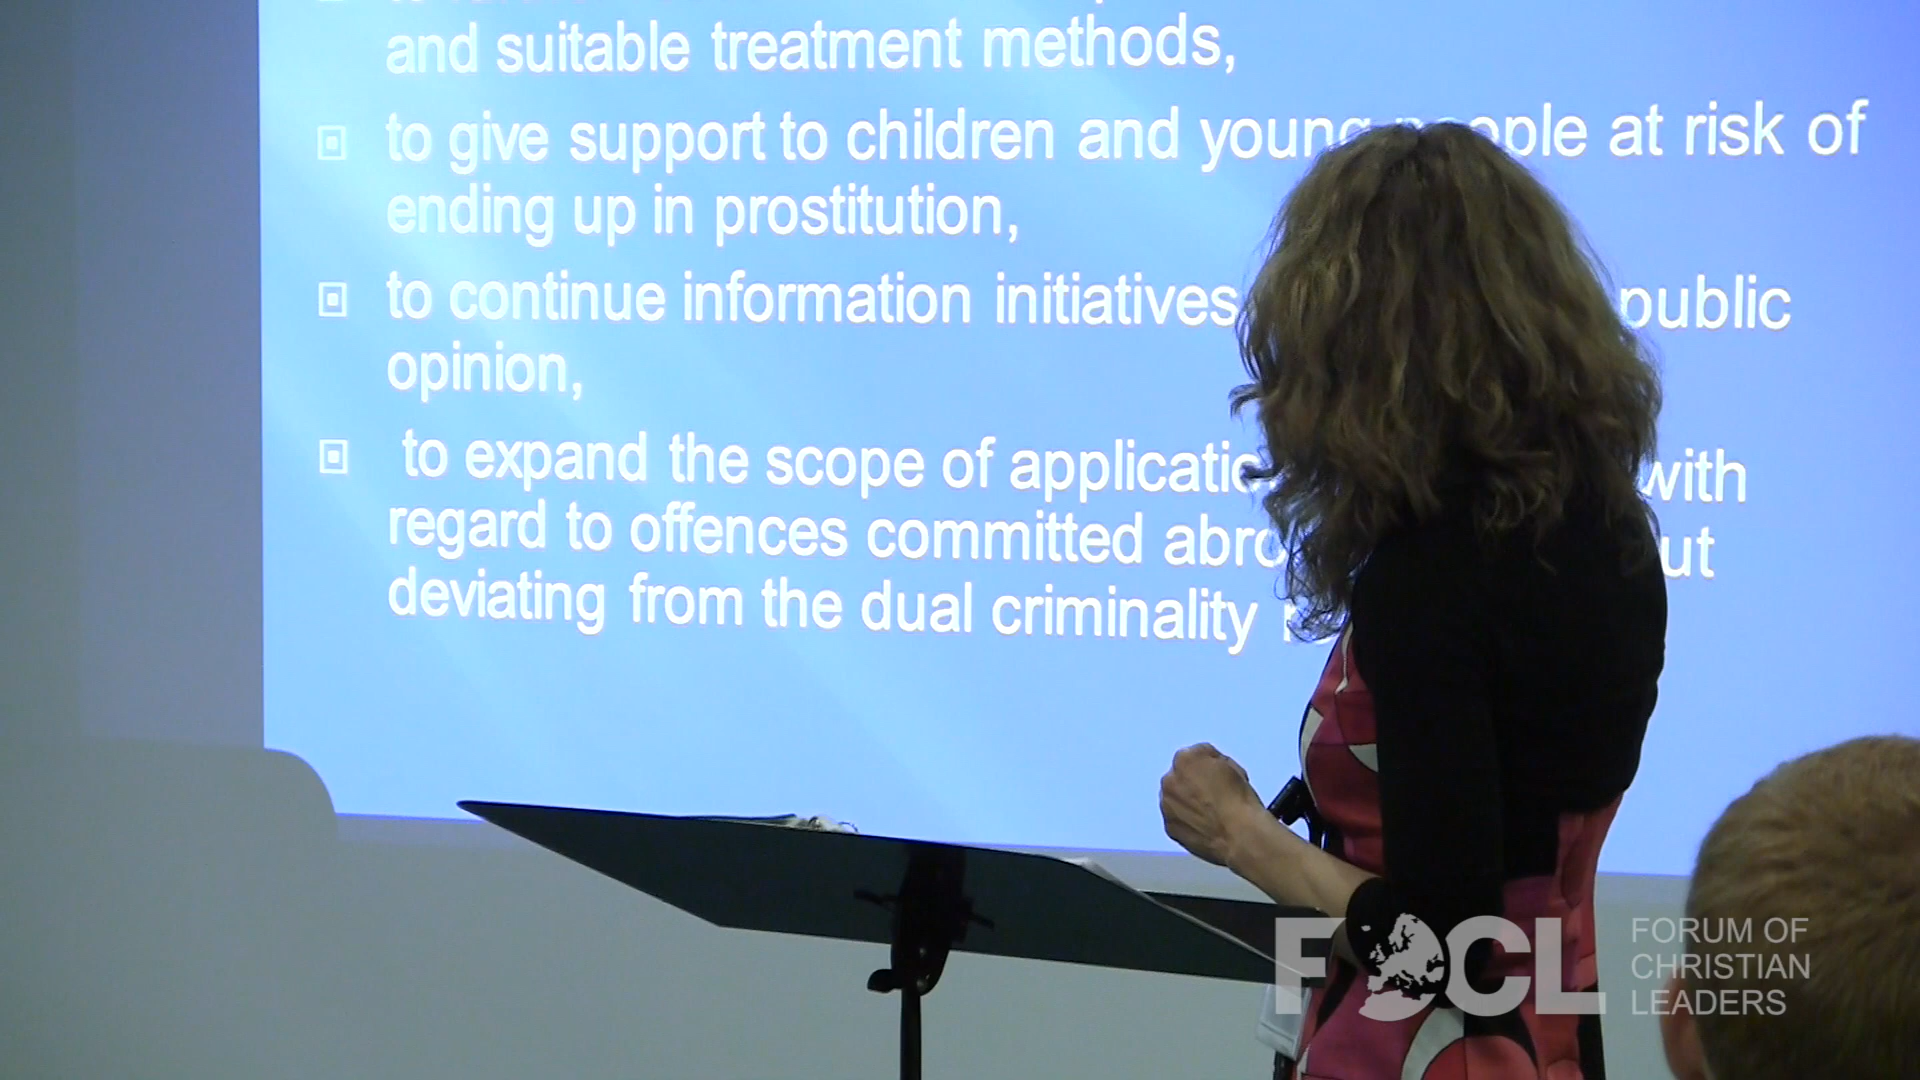 and suitable treatment methods,
to give support to children and young people at risk of
ending up in prostitution,
to continue information initiatives public
opinion,
to expand the scope of application with
regard to offences committed
deviating from the dual criminality
FOCL FORUM OF
CHRISTIAN
LEADERS